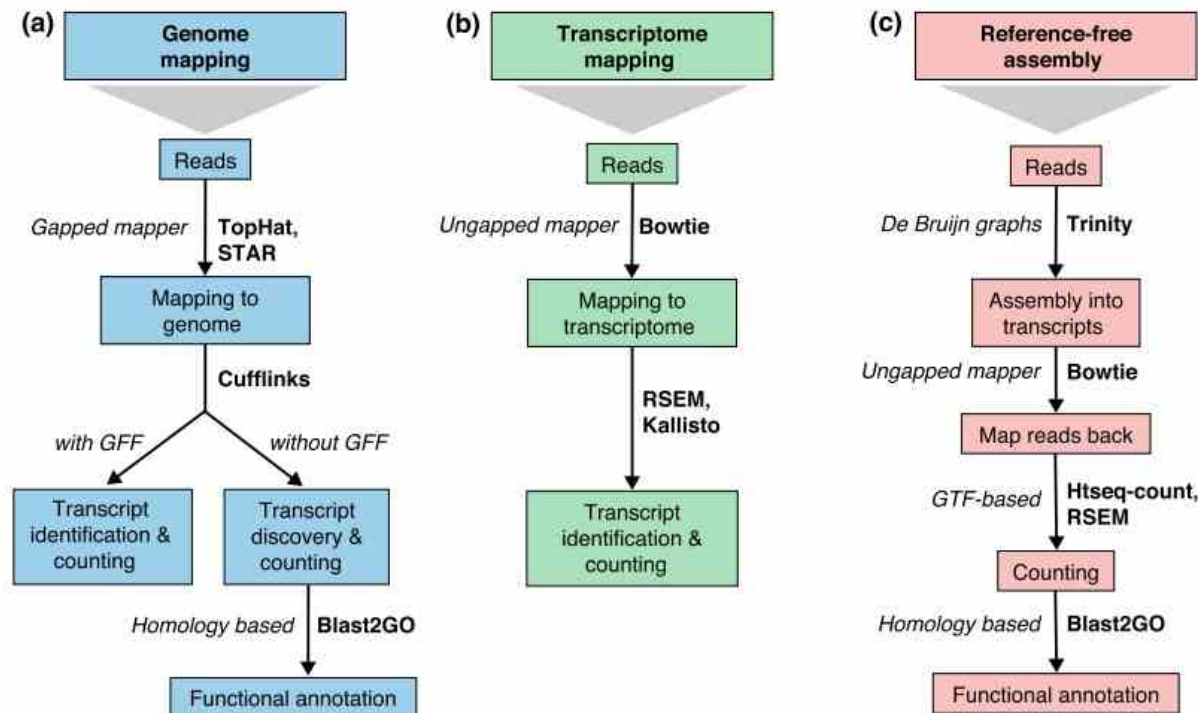 (a)
Genome
mapping
Reads
Gapped mapper
TopHat,
STAR
Mapping to
genome
Cufflinks
with GFF
without GFF
Transcript
identification &
counting
Transcript
discovery &
counting
Homology based
Blast2GO
Functional annotation
(b)
Transcriptome
mapping
Reads
Ungapped mapper
Bowtie
Mapping to
transcriptome
RSEM,
Kallisto
Transcript
identification &
counting
(c)
Reference-free
assembly
Reads
De Bruijn graphs
Trinity
Assembly into
transcripts
Ungapped mapper
Bowtie
Map reads back
GTF-based
Htseq-count,
RSEM
Counting
Homology based
Blast2GO
Functional annotation